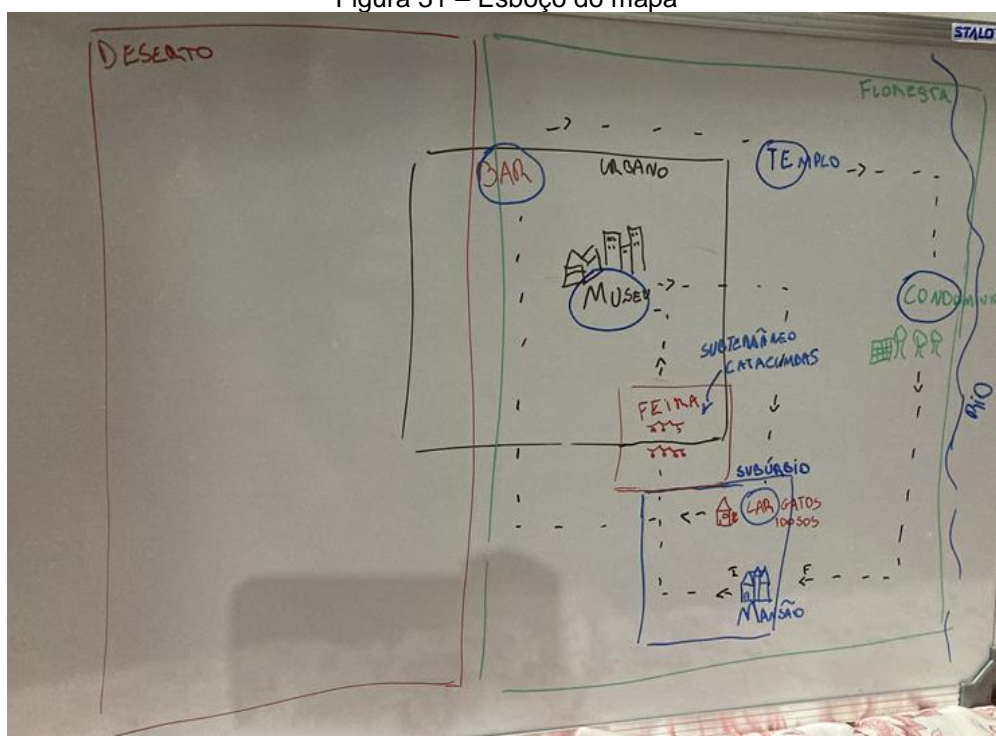 Figura 31 – Esboço do mapa
STALO
DESERTO
FLORESTA
BAR
URBANO
TEMPLO
MUSEU
CONDOMINIO
SUBTERRÂNEO
CATACUMBAS
FEIRA
RIO
SUBÚRBIO
LAR GATOS
IDOSOS
I
F
MANSÃO